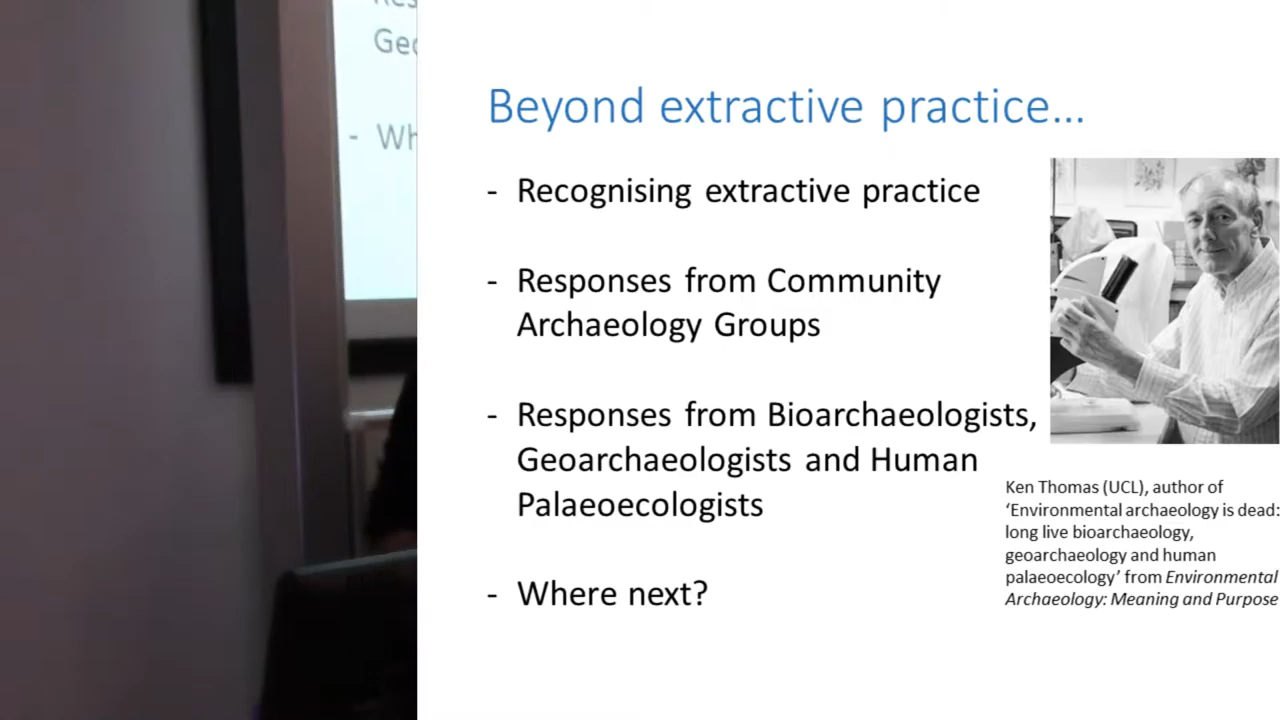 Geo
- Wh
Beyond extractive practice...
- Recognising extractive practice
- Responses from Community
Archaeology Groups
- Responses from Bioarchaeologists,
Geoarchaeologists and Human
Palaeoecologists
- Where next?
Ken Thomas (UCL), author of
‘Environmental archaeology is dead:
long live bioarchaeology,
geoarchaeology and human
palaeoecology’ from Environmental
Archaeology: Meaning and Purpose